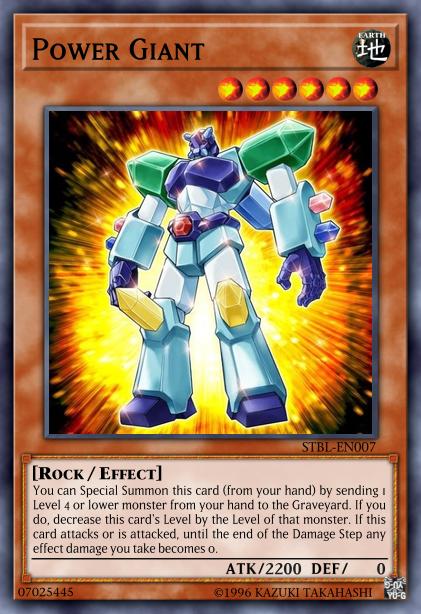 POWER GIANT
EARTH
地
STBL-EN007
[ROCK / EFFECT]
You can Special Summon this card (from your hand) by sending 1
Level 4 or lower monster from your hand to the Graveyard. If you
do, decrease this card's Level by the Level of that monster. If this
card attacks or is attacked, until the end of the Damage Step any
effect damage you take becomes 0.
ATK/2200 DEF/ 0
07025445
©1996 KAZUKI TAKAHASHI